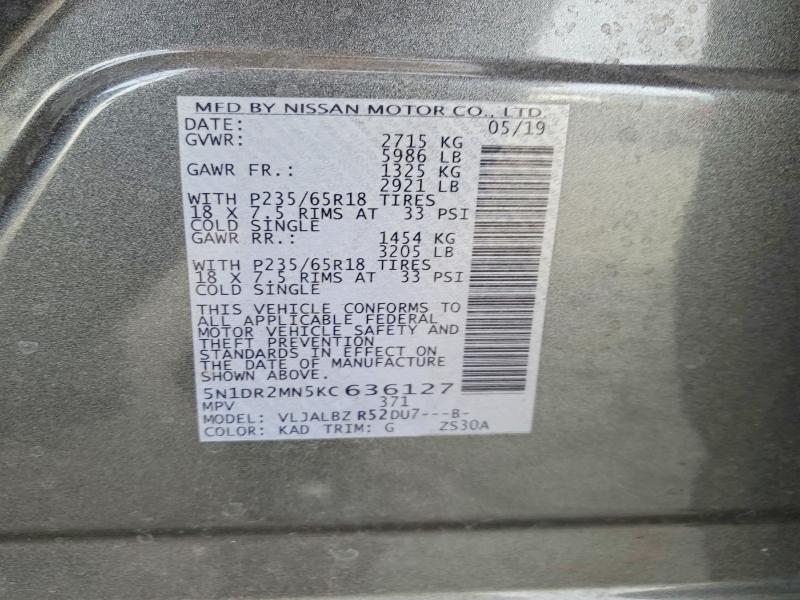 MFD BY NISSAN MOTOR CO., LTD.
DATE: 05/19
GVWR: 2715 KG
5986 LB
GAWR FR.: 1325 KG
2921 LB
WITH P235/65R18 TIRES
18 X 7.5 RIMS AT 33 PSI
COLD SINGLE
GAWR RR.: 1454 KG
3205 LB
WITH P235/65R18 TIRES
18 X 7.5 RIMS AT 33 PSI
COLD SINGLE
THIS VEHICLE CONFORMS TO
ALL APPLICABLE FEDERAL
MOTOR VEHICLE SAFETY AND
THEFT PREVENTION
STANDARDS IN EFFECT ON
THE DATE OF MANUFACTURE
SHOWN ABOVE.
5N1DR2MN5KC 636127
MPV 371
MODEL: VLJALBZ R52DU7---B-
COLOR: KAD TRIM: G ZS30A